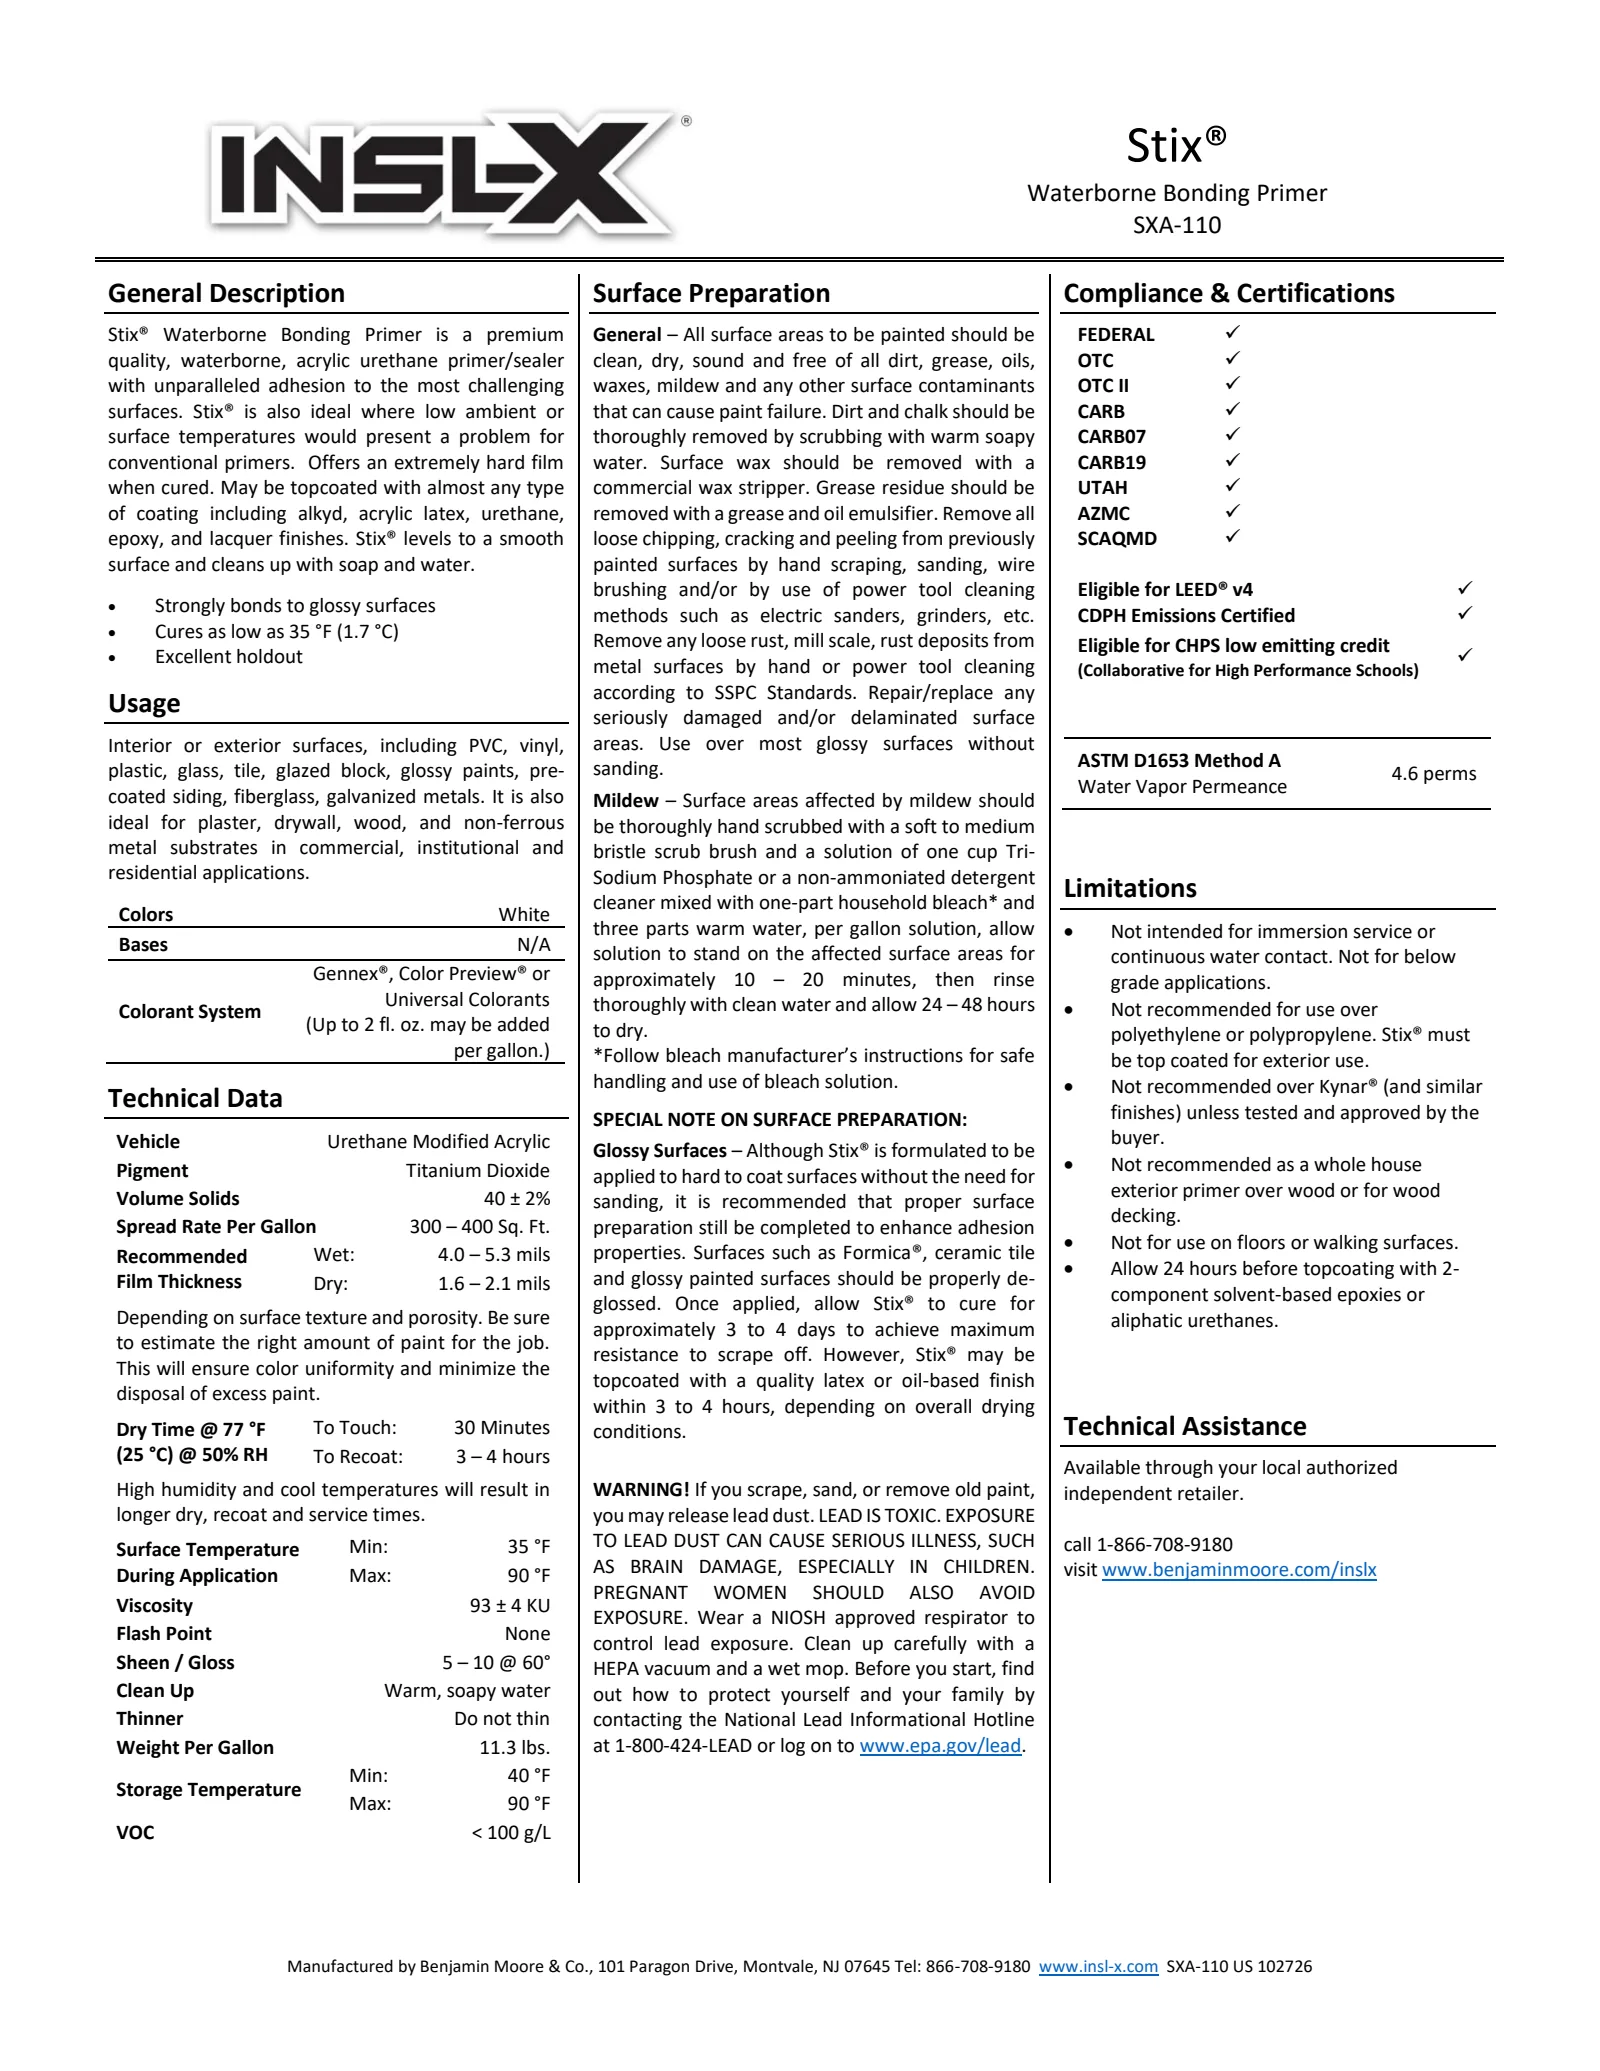 INSL-X®
Stix®
Waterborne Bonding Primer
SXA-110
General Description
Stix® Waterborne Bonding Primer is a premium
quality, waterborne, acrylic urethane primer/sealer
with unparalleled adhesion to the most challenging
surfaces. Stix® is also ideal where low ambient or
surface temperatures would present a problem for
conventional primers. Offers an extremely hard film
when cured. May be topcoated with almost any type
of coating including alkyd, acrylic latex, urethane,
epoxy, and lacquer finishes. Stix® levels to a smooth
surface and cleans up with soap and water.
• Strongly bonds to glossy surfaces
• Cures as low as 35 °F (1.7 °C)
• Excellent holdout
Usage
Interior or exterior surfaces, including PVC, vinyl,
plastic, glass, tile, glazed block, glossy paints, pre-
coated siding, fiberglass, galvanized metals. It is also
ideal for plaster, drywall, wood, and non-ferrous
metal substrates in commercial, institutional and
residential applications.
Colors White
Bases N/A
Colorant System Gennex®, Color Preview® or
Universal Colorants
(Up to 2 fl. oz. may be added
per gallon.)
Technical Data
Vehicle Urethane Modified Acrylic
Pigment Titanium Dioxide
Volume Solids 40 ± 2%
Spread Rate Per Gallon 300 – 400 Sq. Ft.
Recommended Wet: 4.0 – 5.3 mils
Film Thickness Dry: 1.6 – 2.1 mils
Depending on surface texture and porosity. Be sure
to estimate the right amount of paint for the job.
This will ensure color uniformity and minimize the
disposal of excess paint.
Dry Time @ 77 °F To Touch: 30 Minutes
(25 °C) @ 50% RH To Recoat: 3 – 4 hours
High humidity and cool temperatures will result in
longer dry, recoat and service times.
Surface Temperature Min: 35 °F
During Application Max: 90 °F
Viscosity 93 ± 4 KU
Flash Point None
Sheen / Gloss 5 – 10 @ 60°
Clean Up Warm, soapy water
Thinner Do not thin
Weight Per Gallon 11.3 lbs.
Storage Temperature Min: 40 °F
Max: 90 °F
VOC < 100 g/L
Surface Preparation
General – All surface areas to be painted should be
clean, dry, sound and free of all dirt, grease, oils,
waxes, mildew and any other surface contaminants
that can cause paint failure. Dirt and chalk should be
thoroughly removed by scrubbing with warm soapy
water. Surface wax should be removed with a
commercial wax stripper. Grease residue should be
removed with a grease and oil emulsifier. Remove all
loose chipping, cracking and peeling from previously
painted surfaces by hand scraping, sanding, wire
brushing and/or by use of power tool cleaning
methods such as electric sanders, grinders, etc.
Remove any loose rust, mill scale, rust deposits from
metal surfaces by hand or power tool cleaning
according to SSPC Standards. Repair/replace any
seriously damaged and/or delaminated surface
areas. Use over most glossy surfaces without
sanding.
Mildew – Surface areas affected by mildew should
be thoroughly hand scrubbed with a soft to medium
bristle scrub brush and a solution of one cup Tri-
Sodium Phosphate or a non-ammoniated detergent
cleaner mixed with one-part household bleach* and
three parts warm water, per gallon solution, allow
solution to stand on the affected surface areas for
approximately 10 – 20 minutes, then rinse
thoroughly with clean water and allow 24 – 48 hours
to dry.
*Follow bleach manufacturer’s instructions for safe
handling and use of bleach solution.
SPECIAL NOTE ON SURFACE PREPARATION:
Glossy Surfaces – Although Stix® is formulated to be
applied to hard to coat surfaces without the need for
sanding, it is recommended that proper surface
preparation still be completed to enhance adhesion
properties. Surfaces such as Formica®, ceramic tile
and glossy painted surfaces should be properly de-
glossed. Once applied, allow Stix® to cure for
approximately 3 to 4 days to achieve maximum
resistance to scrape off. However, Stix® may be
topcoated with a quality latex or oil-based finish
within 3 to 4 hours, depending on overall drying
conditions.
WARNING! If you scrape, sand, or remove old paint,
you may release lead dust. LEAD IS TOXIC. EXPOSURE
TO LEAD DUST CAN CAUSE SERIOUS ILLNESS, SUCH
AS BRAIN DAMAGE, ESPECIALLY IN CHILDREN.
PREGNANT WOMEN SHOULD ALSO AVOID
EXPOSURE. Wear a NIOSH approved respirator to
control lead exposure. Clean up carefully with a
HEPA vacuum and a wet mop. Before you start, find
out how to protect yourself and your family by
contacting the National Lead Informational Hotline
at 1-800-424-LEAD or log on to www.epa.gov/lead.
Compliance & Certifications
FEDERAL ✓
OTC ✓
OTC II ✓
CARB ✓
CARB07 ✓
CARB19 ✓
UTAH ✓
AZMC ✓
SCAQMD ✓
Eligible for LEED® v4 ✓
CDPH Emissions Certified ✓
Eligible for CHPS low emitting credit ✓
(Collaborative for High Performance Schools)
ASTM D1653 Method A 4.6 perms
Water Vapor Permeance
Limitations
• Not intended for immersion service or
continuous water contact. Not for below
grade applications.
• Not recommended for use over
polyethylene or polypropylene. Stix® must
be top coated for exterior use.
• Not recommended over Kynar® (and similar
finishes) unless tested and approved by the
buyer.
• Not recommended as a whole house
exterior primer over wood or for wood
decking.
• Not for use on floors or walking surfaces.
• Allow 24 hours before topcoating with 2-
component solvent-based epoxies or
aliphatic urethanes.
Technical Assistance
Available through your local authorized
independent retailer.
call 1-866-708-9180
visit www.benjaminmoore.com/inslx
Manufactured by Benjamin Moore & Co., 101 Paragon Drive, Montvale, NJ 07645 Tel: 866-708-9180 www.insl-x.com SXA-110 US 102726